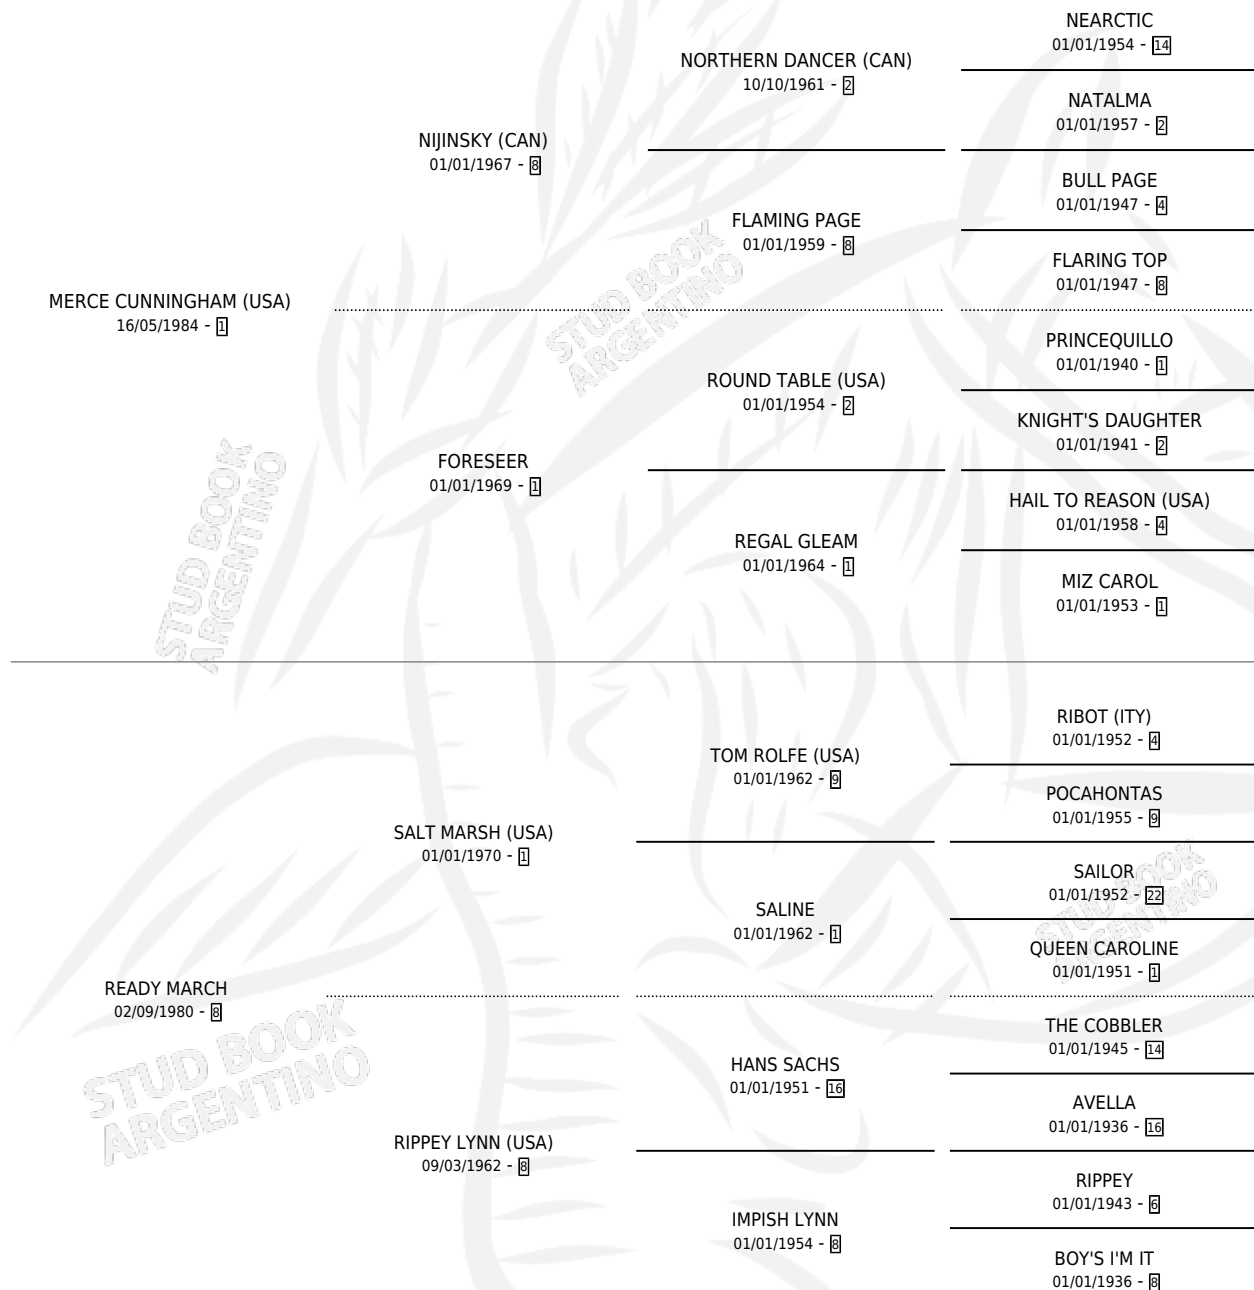 NEARCTIC
01/01/1954 - 14
NORTHERN DANCER (CAN)
10/10/1961 - 2
NATALMA
01/01/1957 - 2
NIJINSKY (CAN)
01/01/1967 - 8
BULL PAGE
01/01/1947 - 4
FLAMING PAGE
01/01/1959 - 8
FLARING TOP
01/01/1947 - 8
MERCE CUNNINGHAM (USA)
16/05/1984 - 1
STUD BOOK
ARGENTINO
PRINCEQUILLO
01/01/1940 - 1
ROUND TABLE (USA)
01/01/1954 - 2
KNIGHT'S DAUGHTER
01/01/1941 - 2
FORESEER
01/01/1969 - 1
HAIL TO REASON (USA)
01/01/1958 - 4
REGAL GLEAM
01/01/1964 - 1
MIZ CAROL
01/01/1953 - 1
STUD BOOK
ARGENTINO
RIBOT (ITY)
01/01/1952 - 4
TOM ROLFE (USA)
01/01/1962 - 9
POCAHONTAS
01/01/1955 - 9
SALT MARSH (USA)
01/01/1970 - 1
SAILOR
01/01/1952 - 22
SALINE
01/01/1962 - 1
STUD BOOK
ARGENTINO
QUEEN CAROLINE
01/01/1951 - 1
READY MARCH
02/09/1980 - 8
STUD BOOK
ARGENTINO
THE COBBLER
01/01/1945 - 14
HANS SACHS
01/01/1951 - 16
AVELLA
01/01/1936 - 16
RIPPEY LYNN (USA)
09/03/1962 - 8
RIPPEY
01/01/1943 - 6
IMPISH LYNN
01/01/1954 - 8
BOY'S I'M IT
01/01/1936 - 8